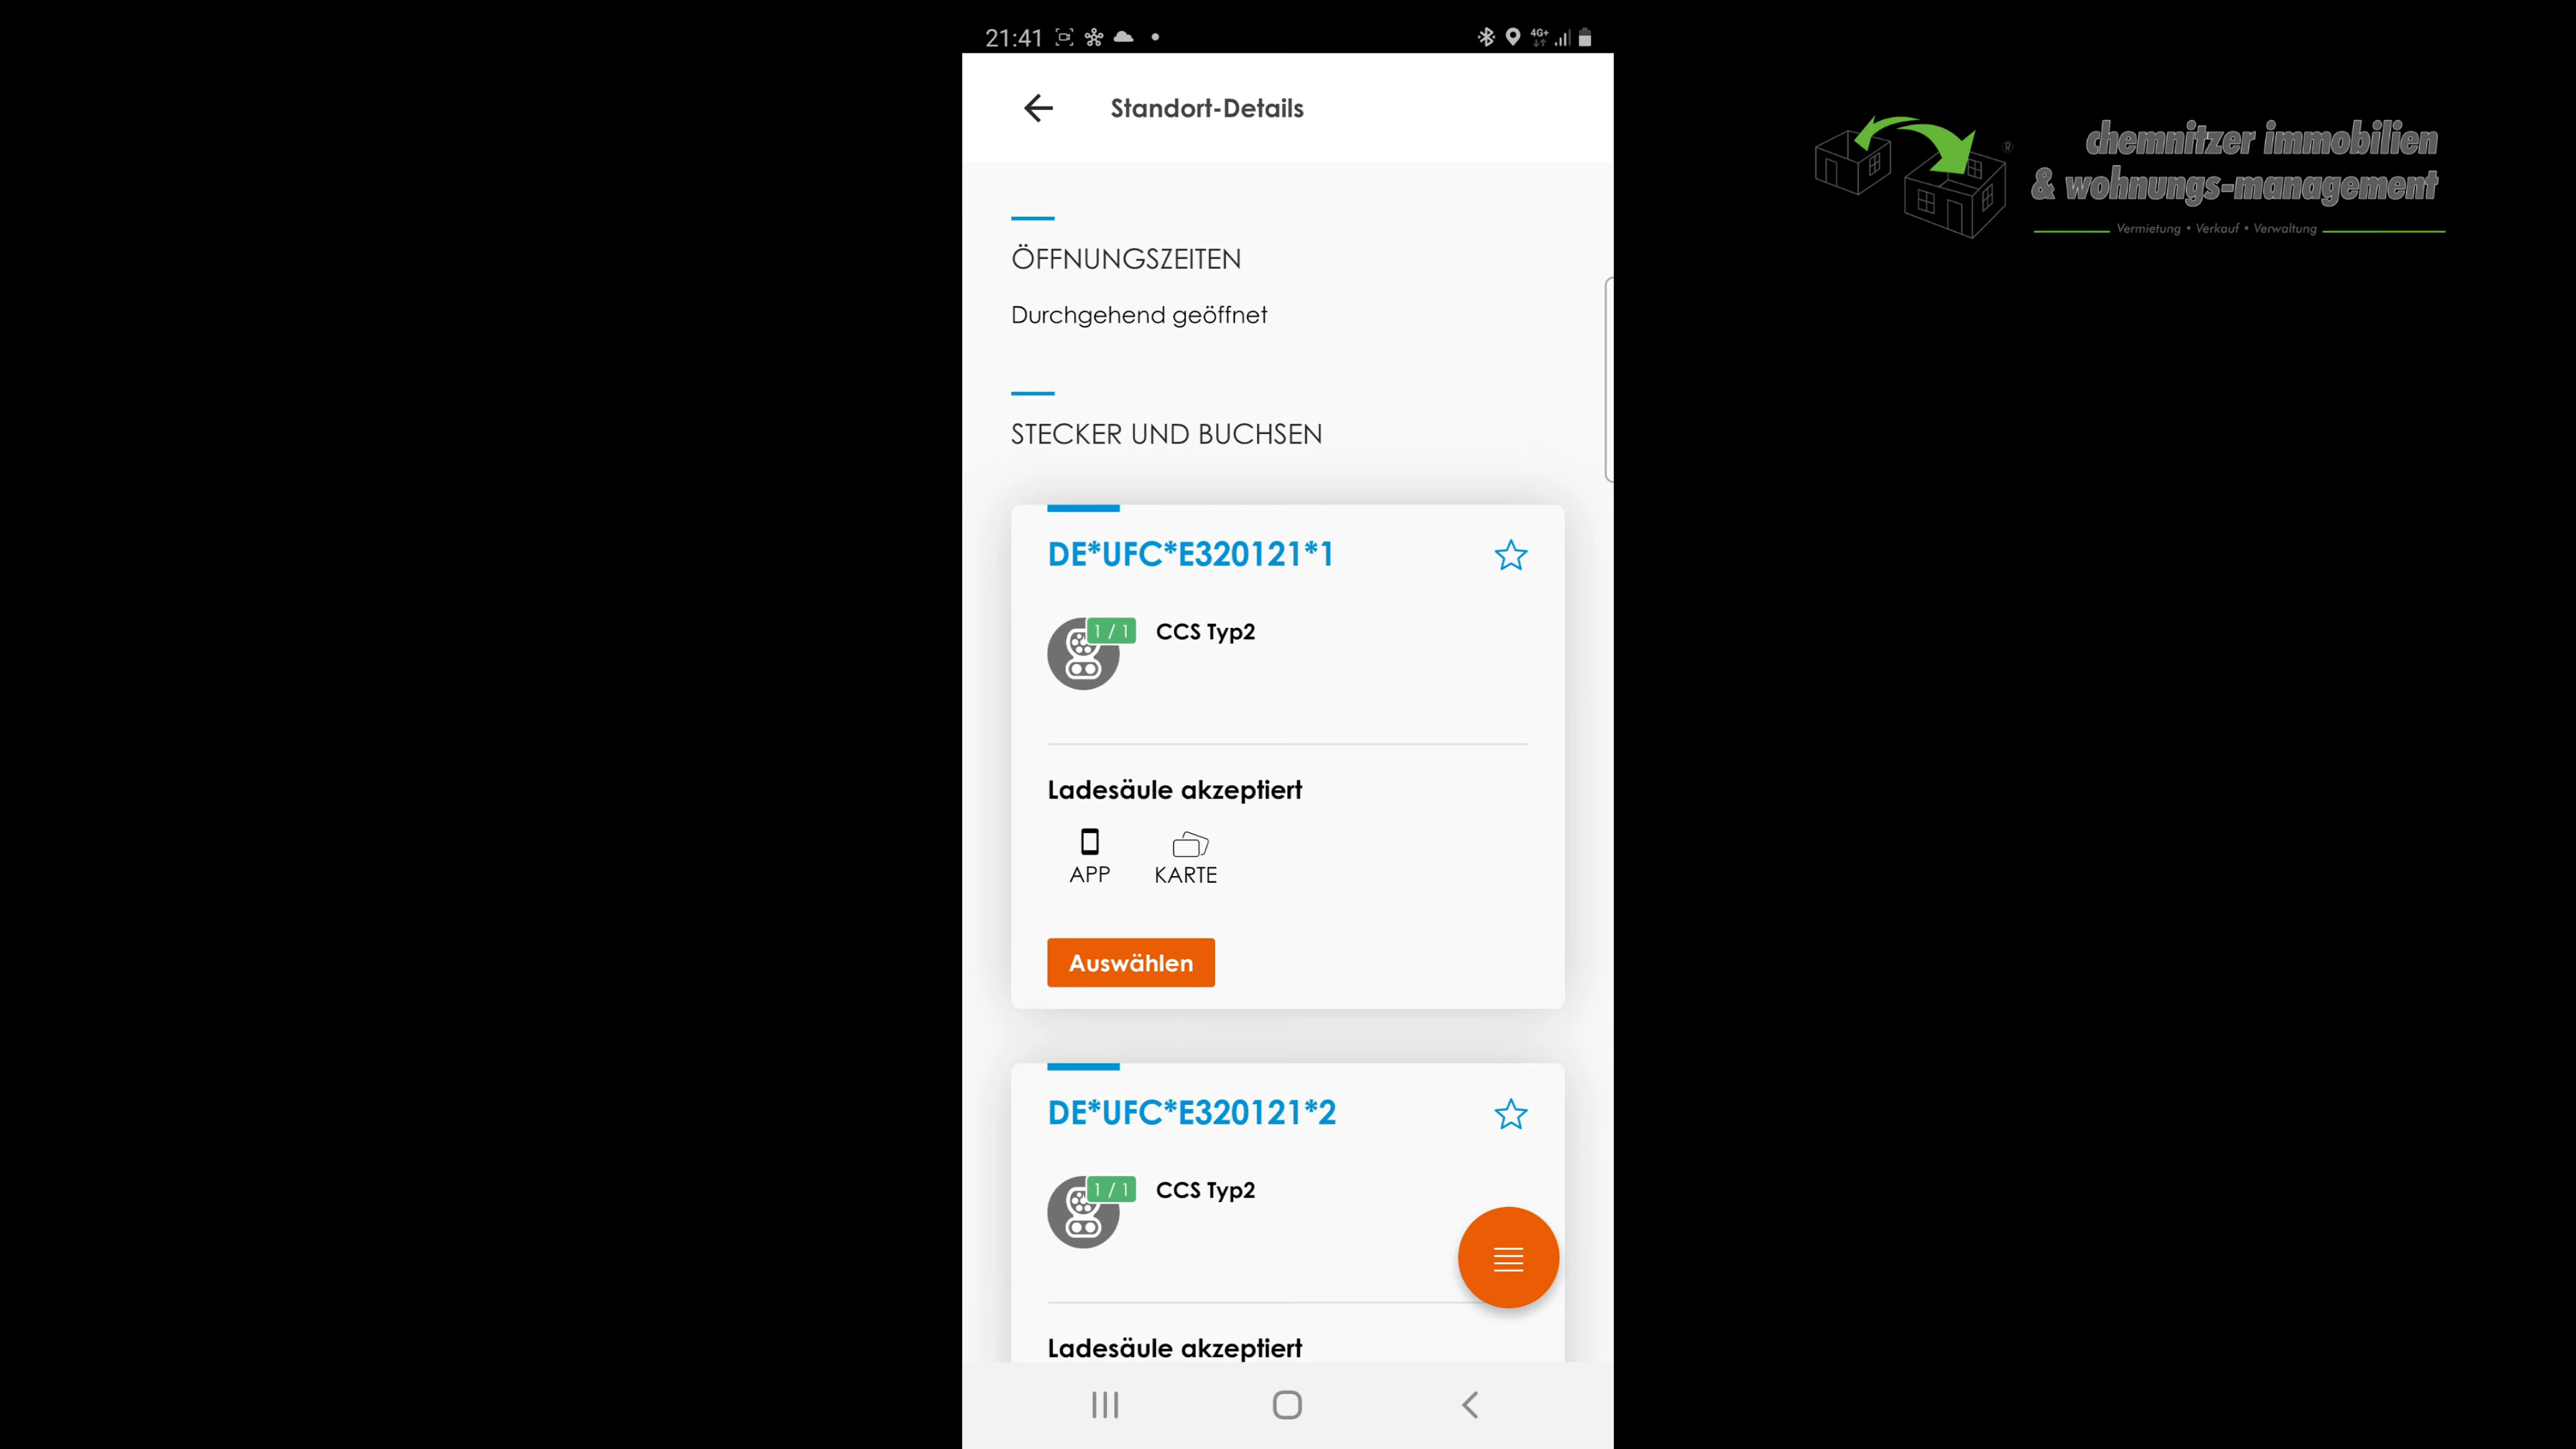 21:41
4G+
Standort-Details
ÖFFNUNGSZEITEN
Durchgehend geöffnet
STECKER UND BUCHSEN
DE*UFC*E320121*1
1 / 1
CCS Typ2
Ladesäule akzeptiert
APP KARTE
Auswählen
DE*UFC*E320121*2
1 / 1
CCS Typ2
Ladesäule akzeptiert
chemnitzer immobilien
& wohnungs-management
®
Vermietung • Verkauf • Verwaltung